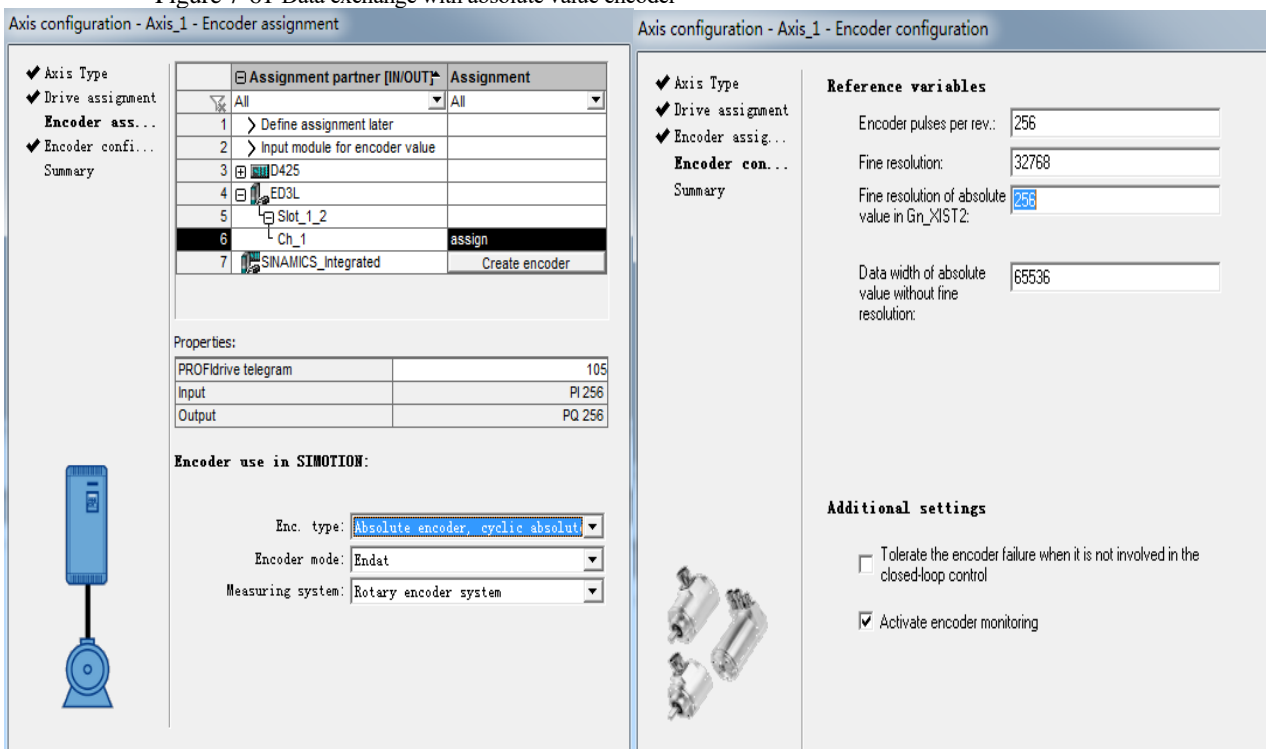 Figure 7-81 Data exchange with absolute value encoder
Axis configuration - Axis_1 - Encoder assignment
Axis Type
Drive assignment
Encoder ass...
Encoder confi...
Summary
Assignment partner [IN/OUT] Assignment
All All
1 Define assignment later
2 Input module for encoder value
3 D425
4 ED3L
5 Slot_1_2
6 Ch_1 assign
7 SINAMICS_Integrated Create encoder
Properties:
PROFIdrive telegram 105
Input PI 256
Output PQ 256
Encoder use in SIMOTION:
Enc. type: Absolute encoder, cyclic absolut
Encoder mode: Endat
Measuring system: Rotary encoder system
Axis configuration - Axis_1 - Encoder configuration
Axis Type
Drive assignment
Encoder assig...
Encoder con...
Summary
Reference variables
Encoder pulses per rev.: 256
Fine resolution: 32768
Fine resolution of absolute 256
value in Gn_XIST2:
Data width of absolute 65536
value without fine
resolution:
Additional settings
Tolerate the encoder failure when it is not involved in the
closed-loop control
Activate encoder monitoring